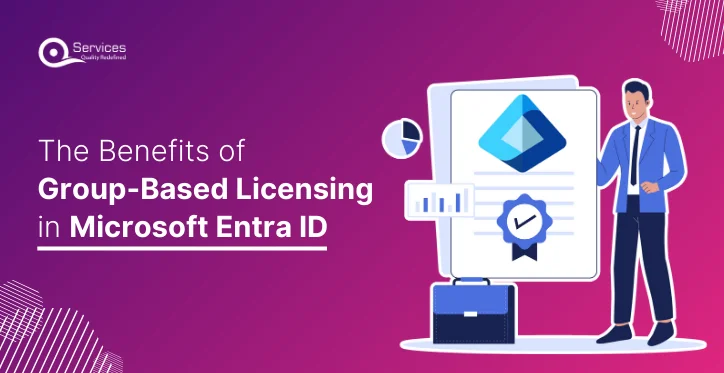 Services
Quality Redefined
The Benefits of
Group-Based Licensing
in Microsoft Entra ID